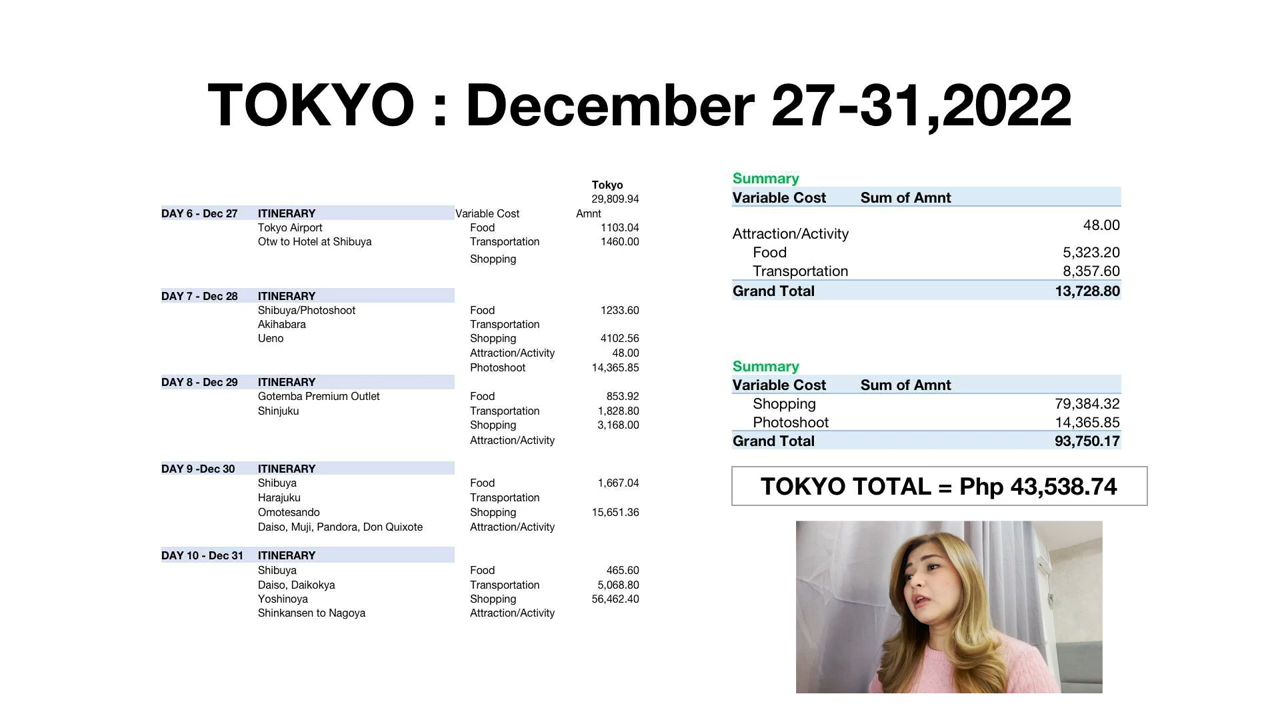 TOKYO : December 27-31,2022
Tokyo
29,809.94
DAY 6 - Dec 27 ITINERARY Variable Cost Amnt
Tokyo Airport Food 1103.04
Otw to Hotel at Shibuya Transportation 1460.00
Shopping
DAY 7 - Dec 28 ITINERARY
Shibuya/Photoshoot Food 1233.60
Akihabara Transportation
Ueno Shopping 4102.56
Attraction/Activity 48.00
Photoshoot 14,365.85
DAY 8 - Dec 29 ITINERARY
Gotemba Premium Outlet Food 853.92
Shinjuku Transportation 1,828.80
Shopping 3,168.00
Attraction/Activity
DAY 9 -Dec 30 ITINERARY
Shibuya Food 1,667.04
Harajuku Transportation
Omotesando Shopping 15,651.36
Daiso, Muji, Pandora, Don Quixote Attraction/Activity
DAY 10 - Dec 31 ITINERARY
Shibuya Food 465.60
Daiso, Daikokya Transportation 5,068.80
Yoshinoya Shopping 56,462.40
Shinkansen to Nagoya Attraction/Activity
Summary
Variable Cost Sum of Amnt
Attraction/Activity 48.00
Food 5,323.20
Transportation 8,357.60
Grand Total 13,728.80
Summary
Variable Cost Sum of Amnt
Shopping 79,384.32
Photoshoot 14,365.85
Grand Total 93,750.17
TOKYO TOTAL = Php 43,538.74